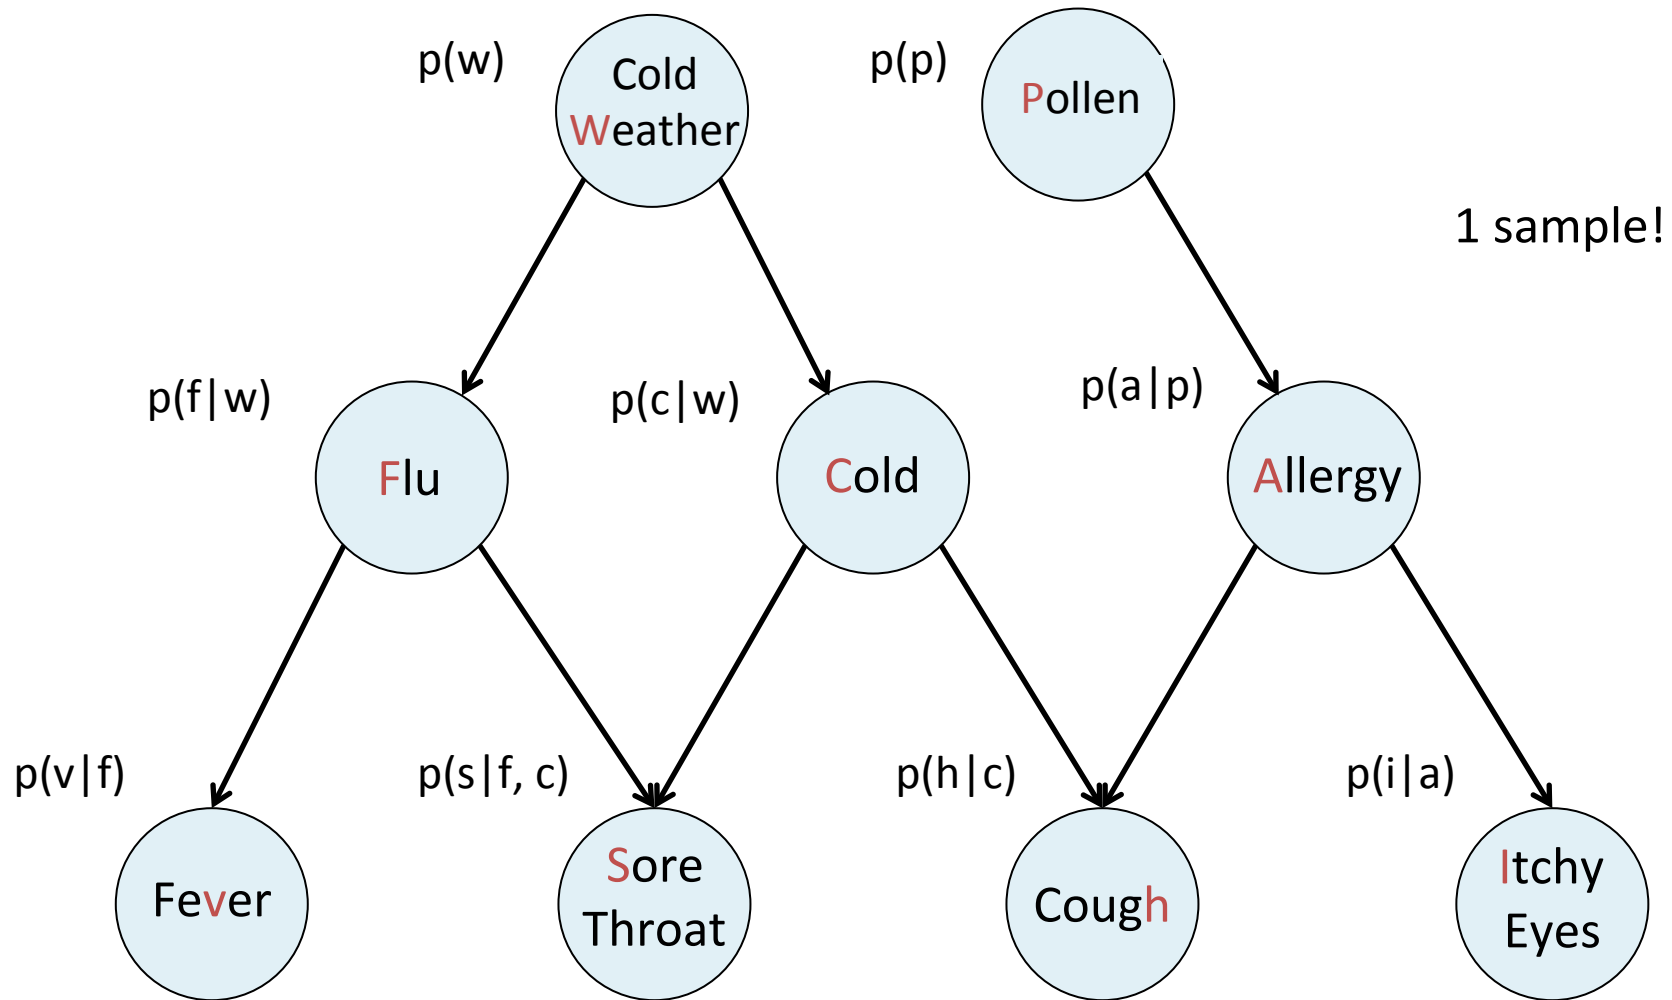 p(w)
Cold
Weather
p(p)
Pollen
1 sample!
p(f|w)
Flu
p(c|w)
Cold
p(a|p)
Allergy
p(v|f)
Fever
p(s|f, c)
Sore
Throat
p(h|c)
Cough
p(i|a)
Itchy
Eyes